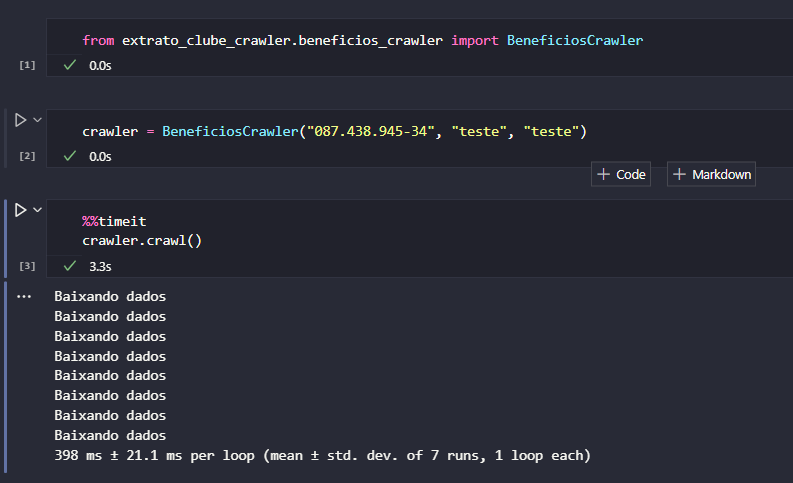 from extrato_clube_crawler.beneficios_crawler import BeneficiosCrawler
[1] 0.0s
crawler = BeneficiosCrawler("087.438.945-34", "teste", "teste")
[2] 0.0s
+ Code + Markdown
%%timeit
crawler.crawl()
[3] 3.3s
... Baixando dados
Baixando dados
Baixando dados
Baixando dados
Baixando dados
Baixando dados
Baixando dados
Baixando dados
398 ms ± 21.1 ms per loop (mean ± std. dev. of 7 runs, 1 loop each)